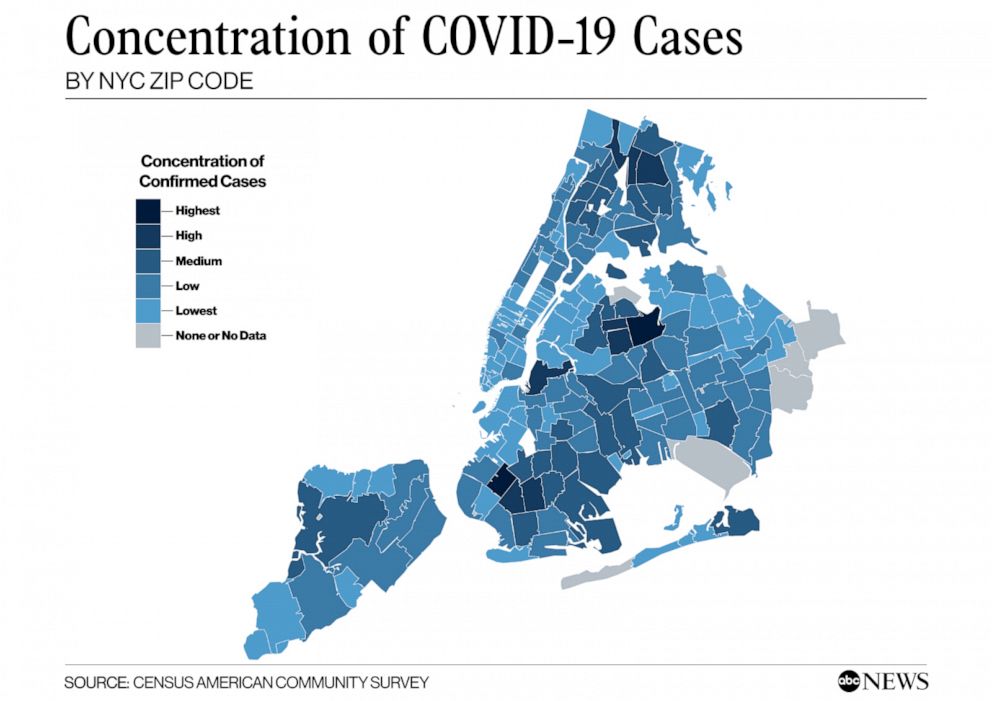 Concentration of COVID-19 Cases
BY NYC ZIP CODE
Concentration of
Confirmed Cases
Highest
High
Medium
Low
Lowest
None or No Data
SOURCE: CENSUS AMERICAN COMMUNITY SURVEY
abc NEWS